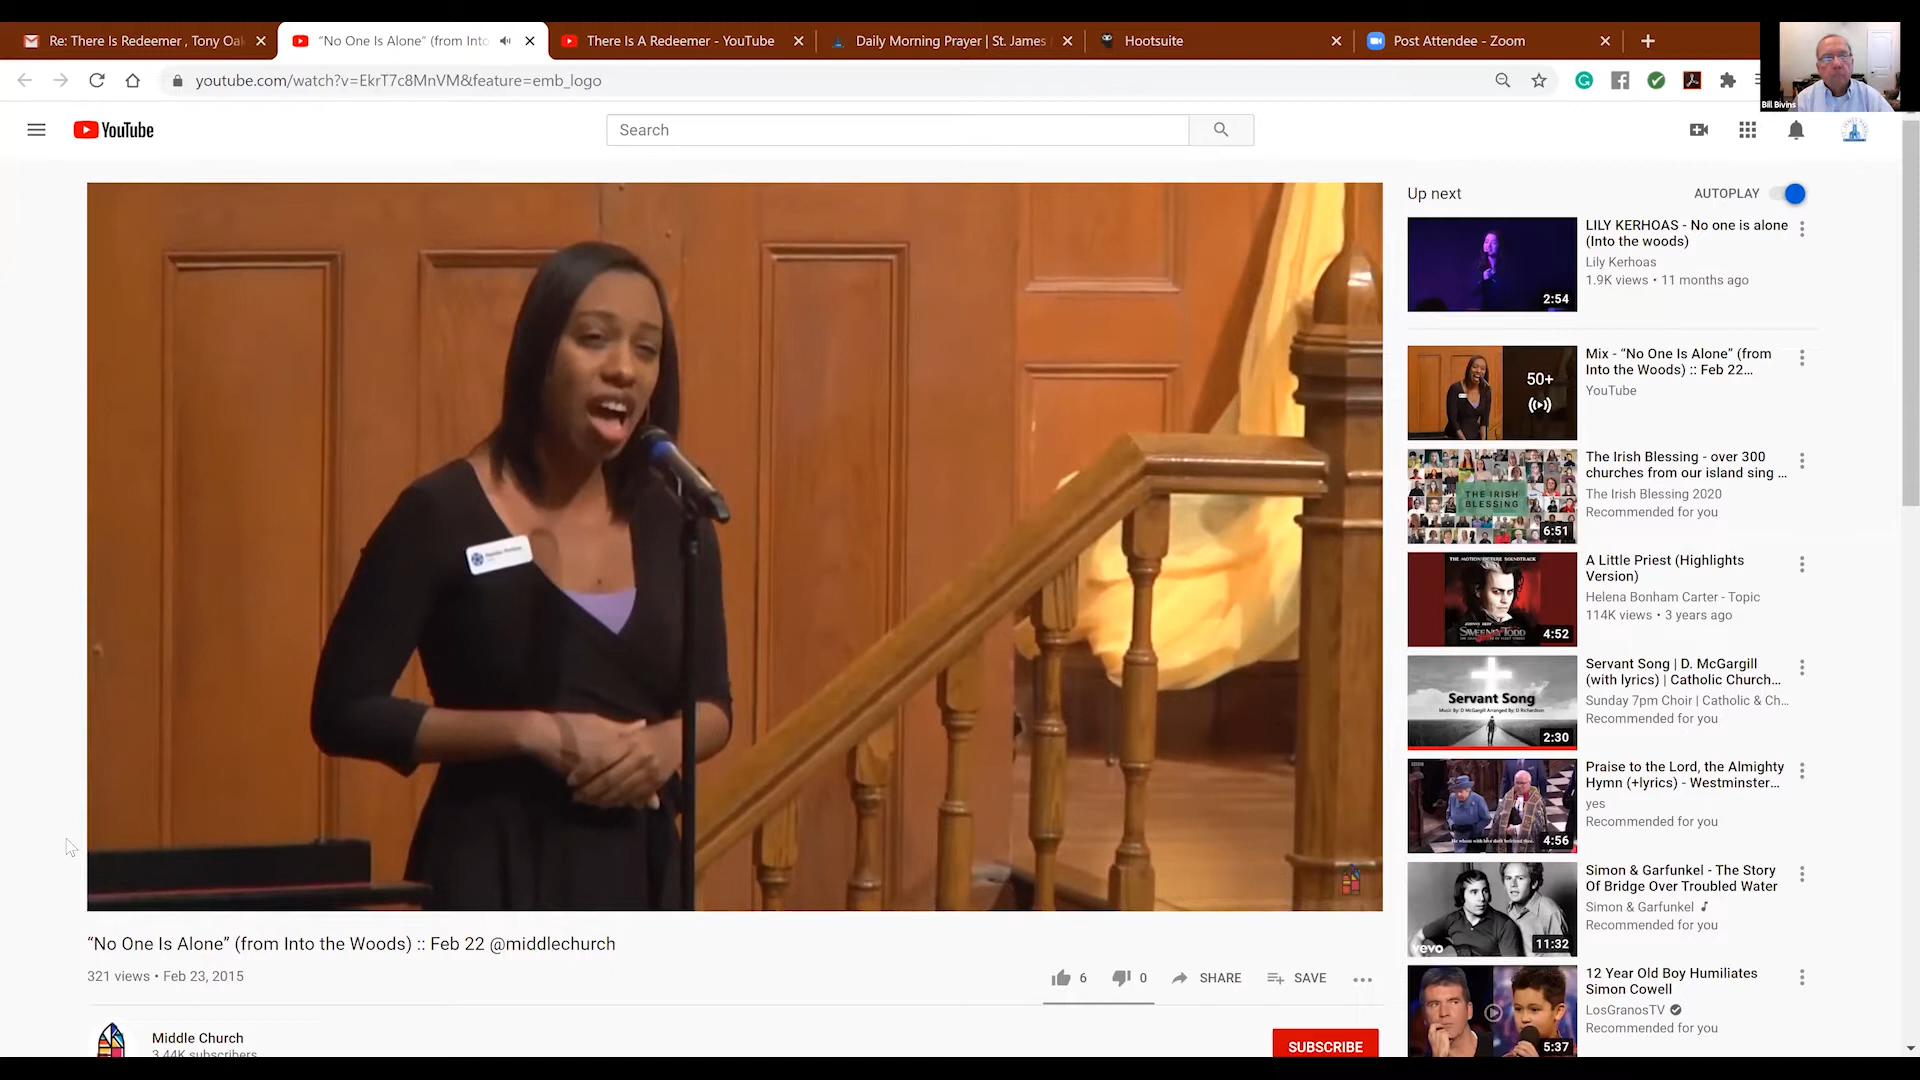 Re: There Is Redeemer , Tony Oak
“No One Is Alone” (from Into
There Is A Redeemer - YouTube
Daily Morning Prayer | St. James
Hootsuite
Post Attendee - Zoom
youtube.com/watch?v=EkrT7c8MnVM&feature=emb_logo
Bill Bivins
YouTube
Search
Up next
AUTOPLAY
LILY KERHOAS - No one is alone
(Into the woods)
Lily Kerhoas
1.9K views • 11 months ago
2:54
Mix - “No One Is Alone” (from
Into the Woods) :: Feb 22...
YouTube
50+
The Irish Blessing - over 300
churches from our island sing ...
The Irish Blessing 2020
Recommended for you
THE IRISH
BLESSING
6:51
A Little Priest (Highlights
Version)
Helena Bonham Carter - Topic
114K views • 3 years ago
THE MOTION PICTURE SOUNDTRACK
SWEENEY TODD
4:52
Servant Song | D. McGargill
(with lyrics) | Catholic Church...
Sunday 7pm Choir | Catholic & Ch...
Recommended for you
Servant Song
2:30
Praise to the Lord, the Almighty
Hymn (+lyrics) - Westminster...
yes
Recommended for you
4:56
Simon & Garfunkel - The Story
Of Bridge Over Troubled Water
Simon & Garfunkel
Recommended for you
vevo
11:32
12 Year Old Boy Humiliates
Simon Cowell
LosGranosTV
Recommended for you
5:37
“No One Is Alone” (from Into the Woods) :: Feb 22 @middlechurch
321 views • Feb 23, 2015
6
0
SHARE
SAVE
Middle Church
3.44K subscribers
SUBSCRIBE